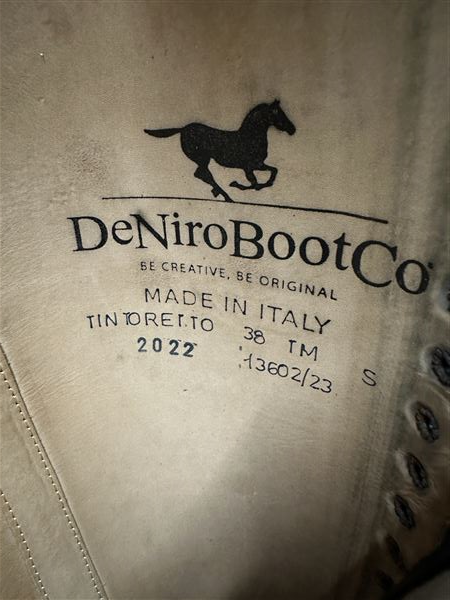 DeNiroBootCo
BE CREATIVE, BE ORIGINAL
MADE IN ITALY
TINTORETTO 38 TM S
2022 :13602/23